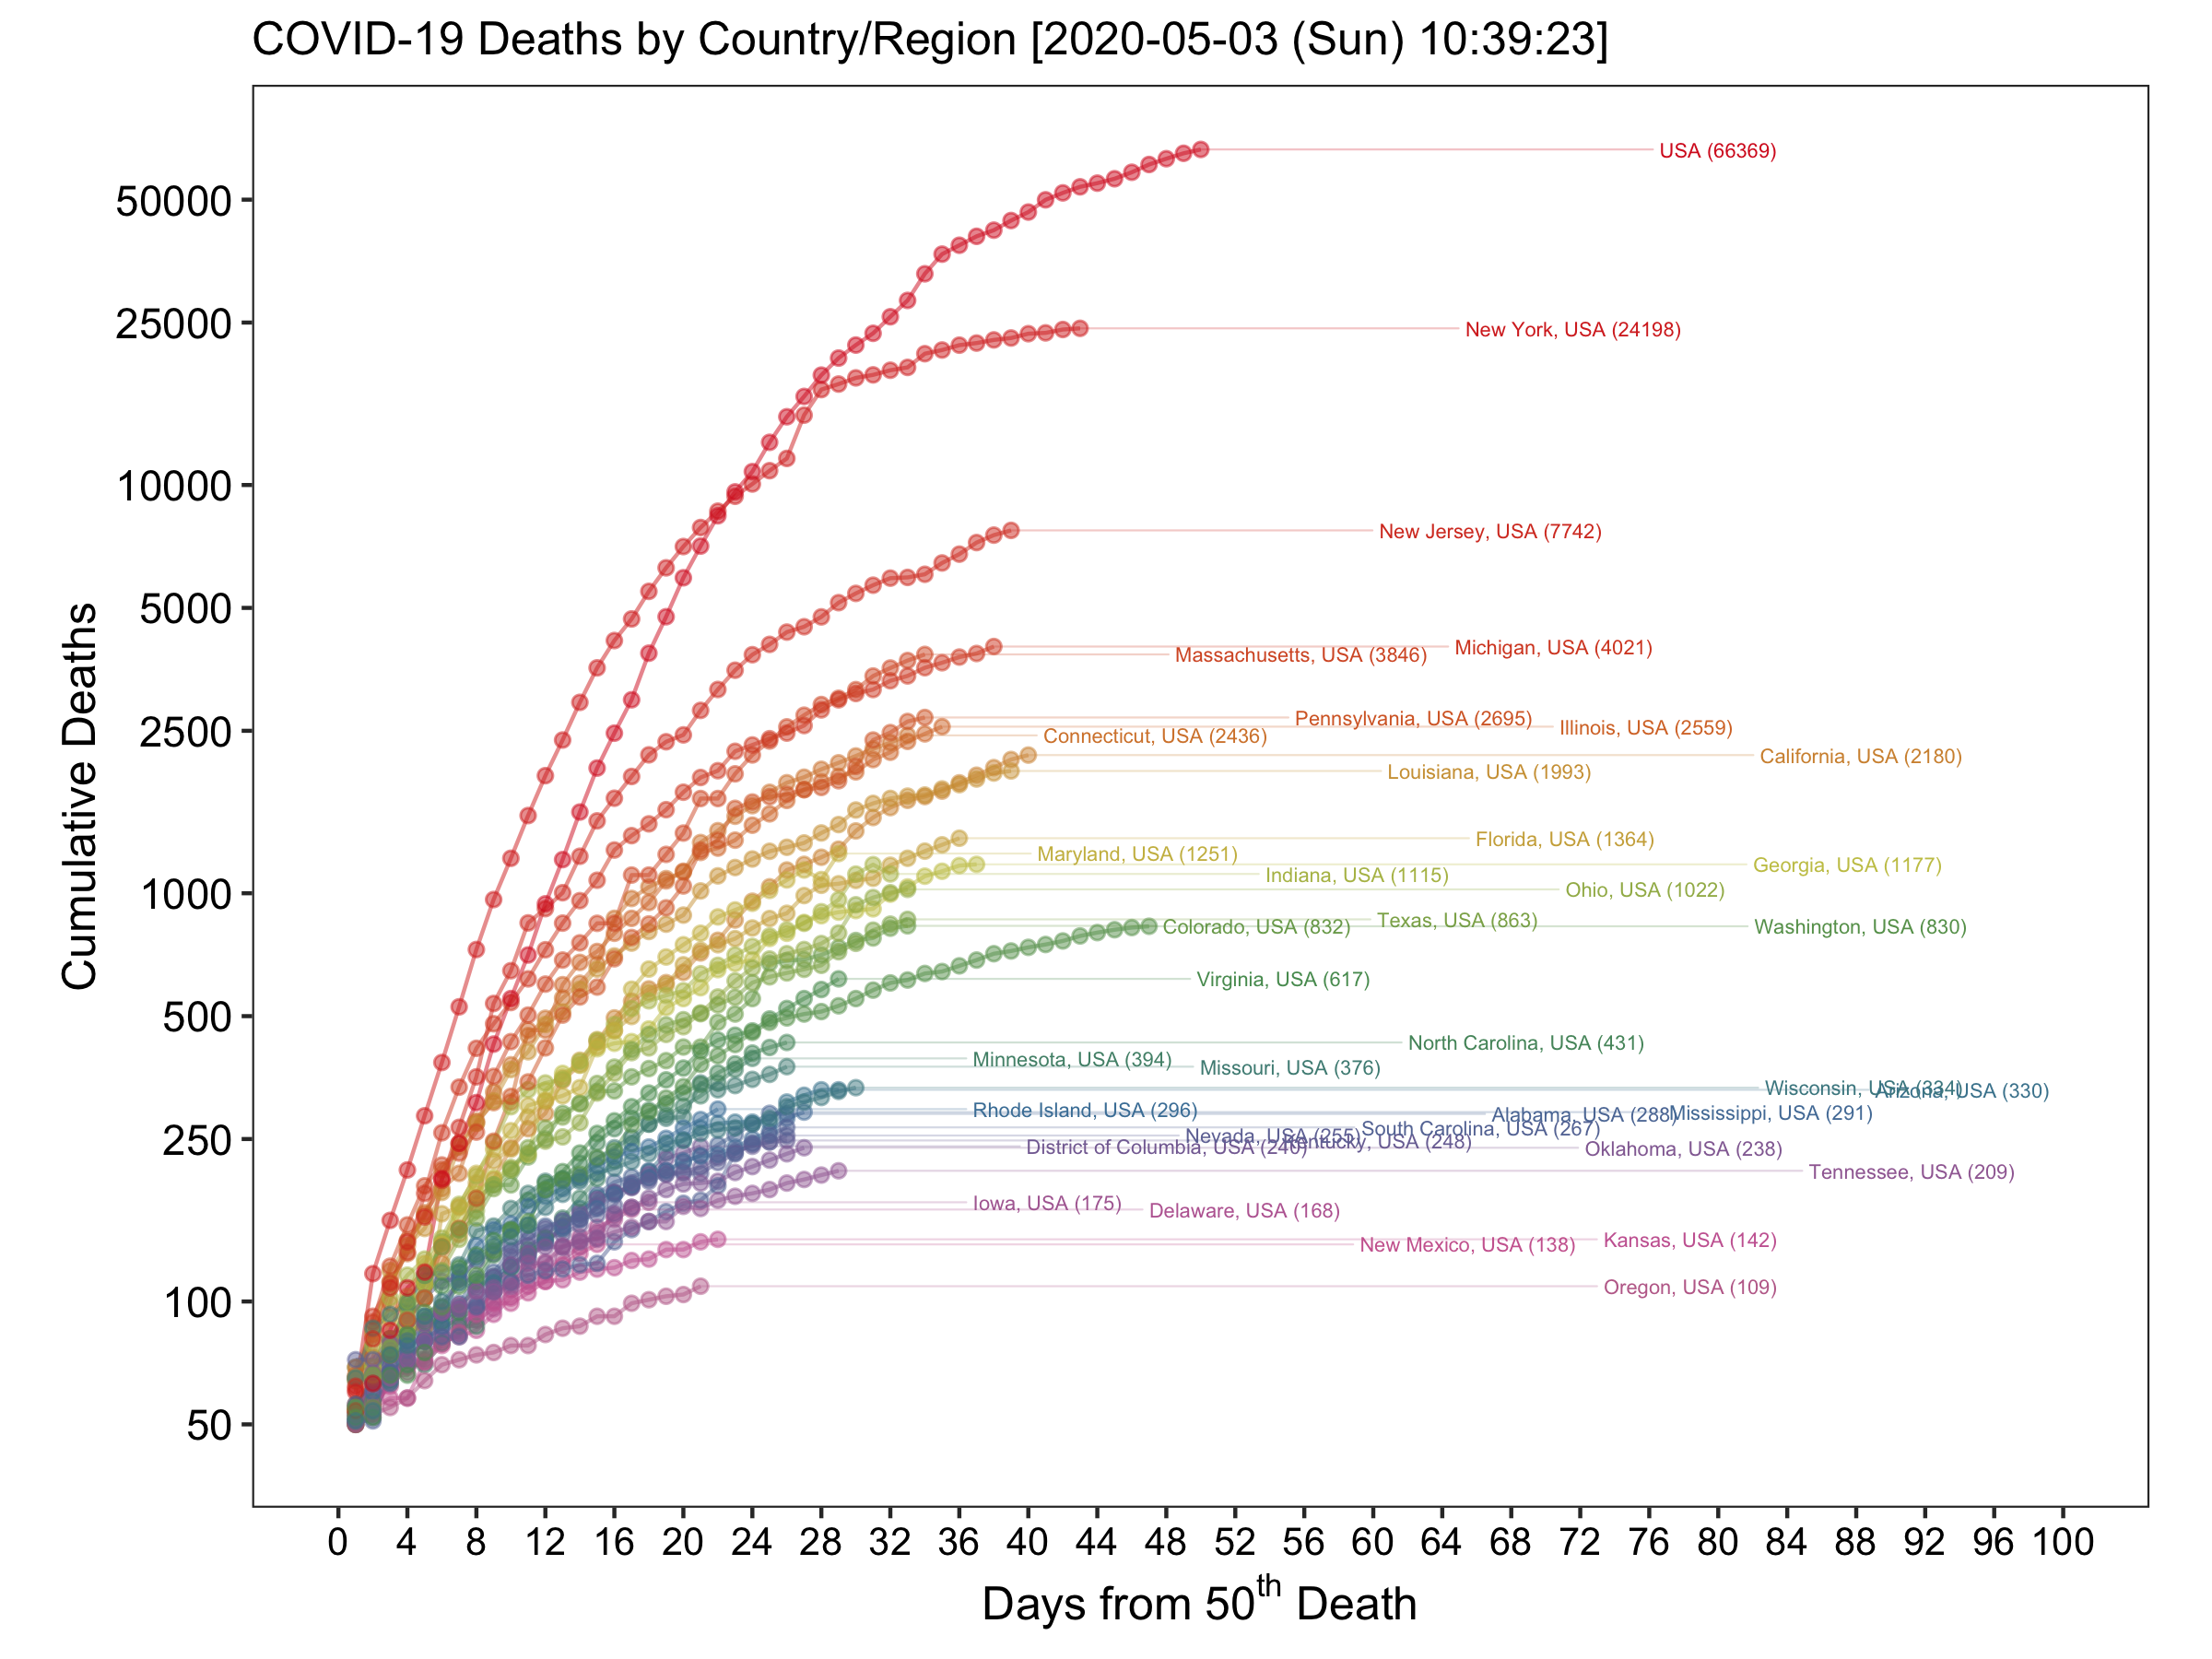 COVID-19 Deaths by Country/Region [2020-05-03 (Sun) 10:39:23]
Cumulative Deaths
50000
25000
10000
5000
2500
1000
500
250
100
50
USA (66369)
New York, USA (24198)
New Jersey, USA (7742)
Michigan, USA (4021)
Massachusetts, USA (3846)
Pennsylvania, USA (2695)
Illinois, USA (2559)
Connecticut, USA (2436)
California, USA (2180)
Louisiana, USA (1993)
Florida, USA (1364)
Maryland, USA (1251)
Georgia, USA (1177)
Indiana, USA (1115)
Ohio, USA (1022)
Texas, USA (863)
Colorado, USA (832)
Washington, USA (830)
Virginia, USA (617)
North Carolina, USA (431)
Minnesota, USA (394)
Missouri, USA (376)
Wisconsin, USA (334)
Arizona, USA (330)
Rhode Island, USA (296)
Mississippi, USA (291)
Alabama, USA (288)
South Carolina, USA (267)
Nevada, USA (255)
Kentucky, USA (248)
District of Columbia, USA (240)
Oklahoma, USA (238)
Tennessee, USA (209)
Iowa, USA (175)
Delaware, USA (168)
Kansas, USA (142)
New Mexico, USA (138)
Oregon, USA (109)
0 4 8 12 16 20 24 28 32 36 40 44 48 52 56 60 64 68 72 76 80 84 88 92 96 100
Days from 50th Death